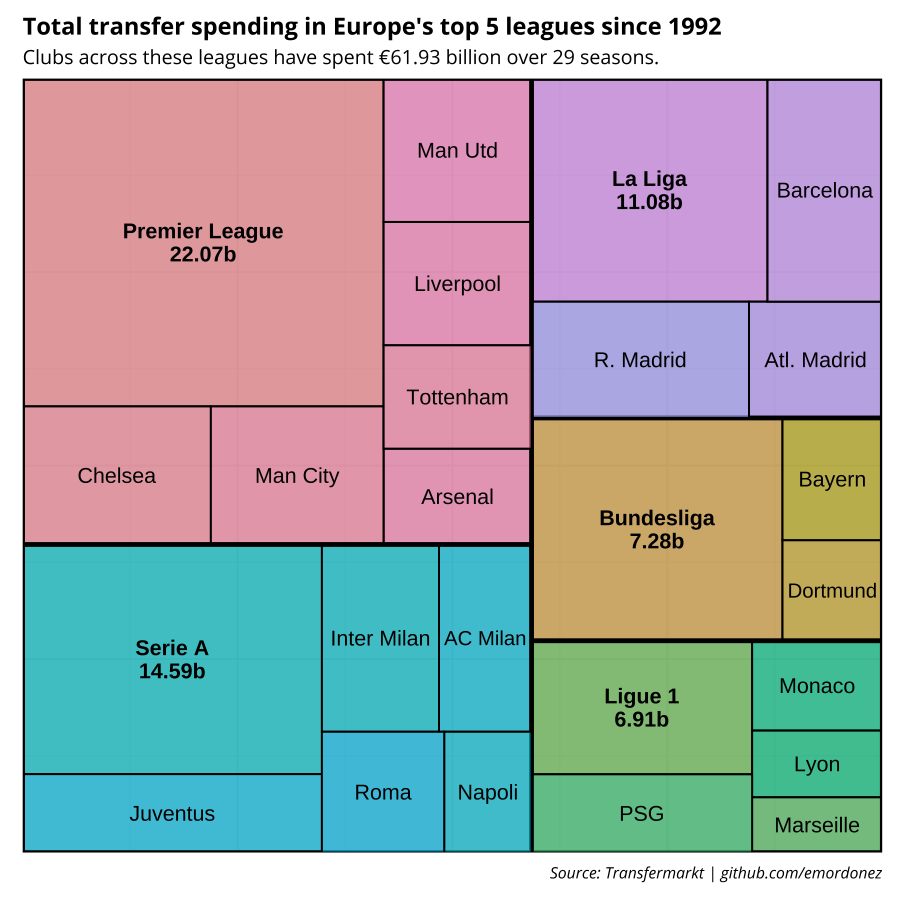 Total transfer spending in Europe's top 5 leagues since 1992
Clubs across these leagues have spent €61.93 billion over 29 seasons.
Premier League
22.07b
Man Utd
Liverpool
Tottenham
Arsenal
Chelsea
Man City
La Liga
11.08b
Barcelona
R. Madrid
Atl. Madrid
Bundesliga
7.28b
Bayern
Dortmund
Serie A
14.59b
Inter Milan
AC Milan
Juventus
Roma
Napoli
Ligue 1
6.91b
Monaco
Lyon
PSG
Marseille
Source: Transfermarkt | github.com/emordonez